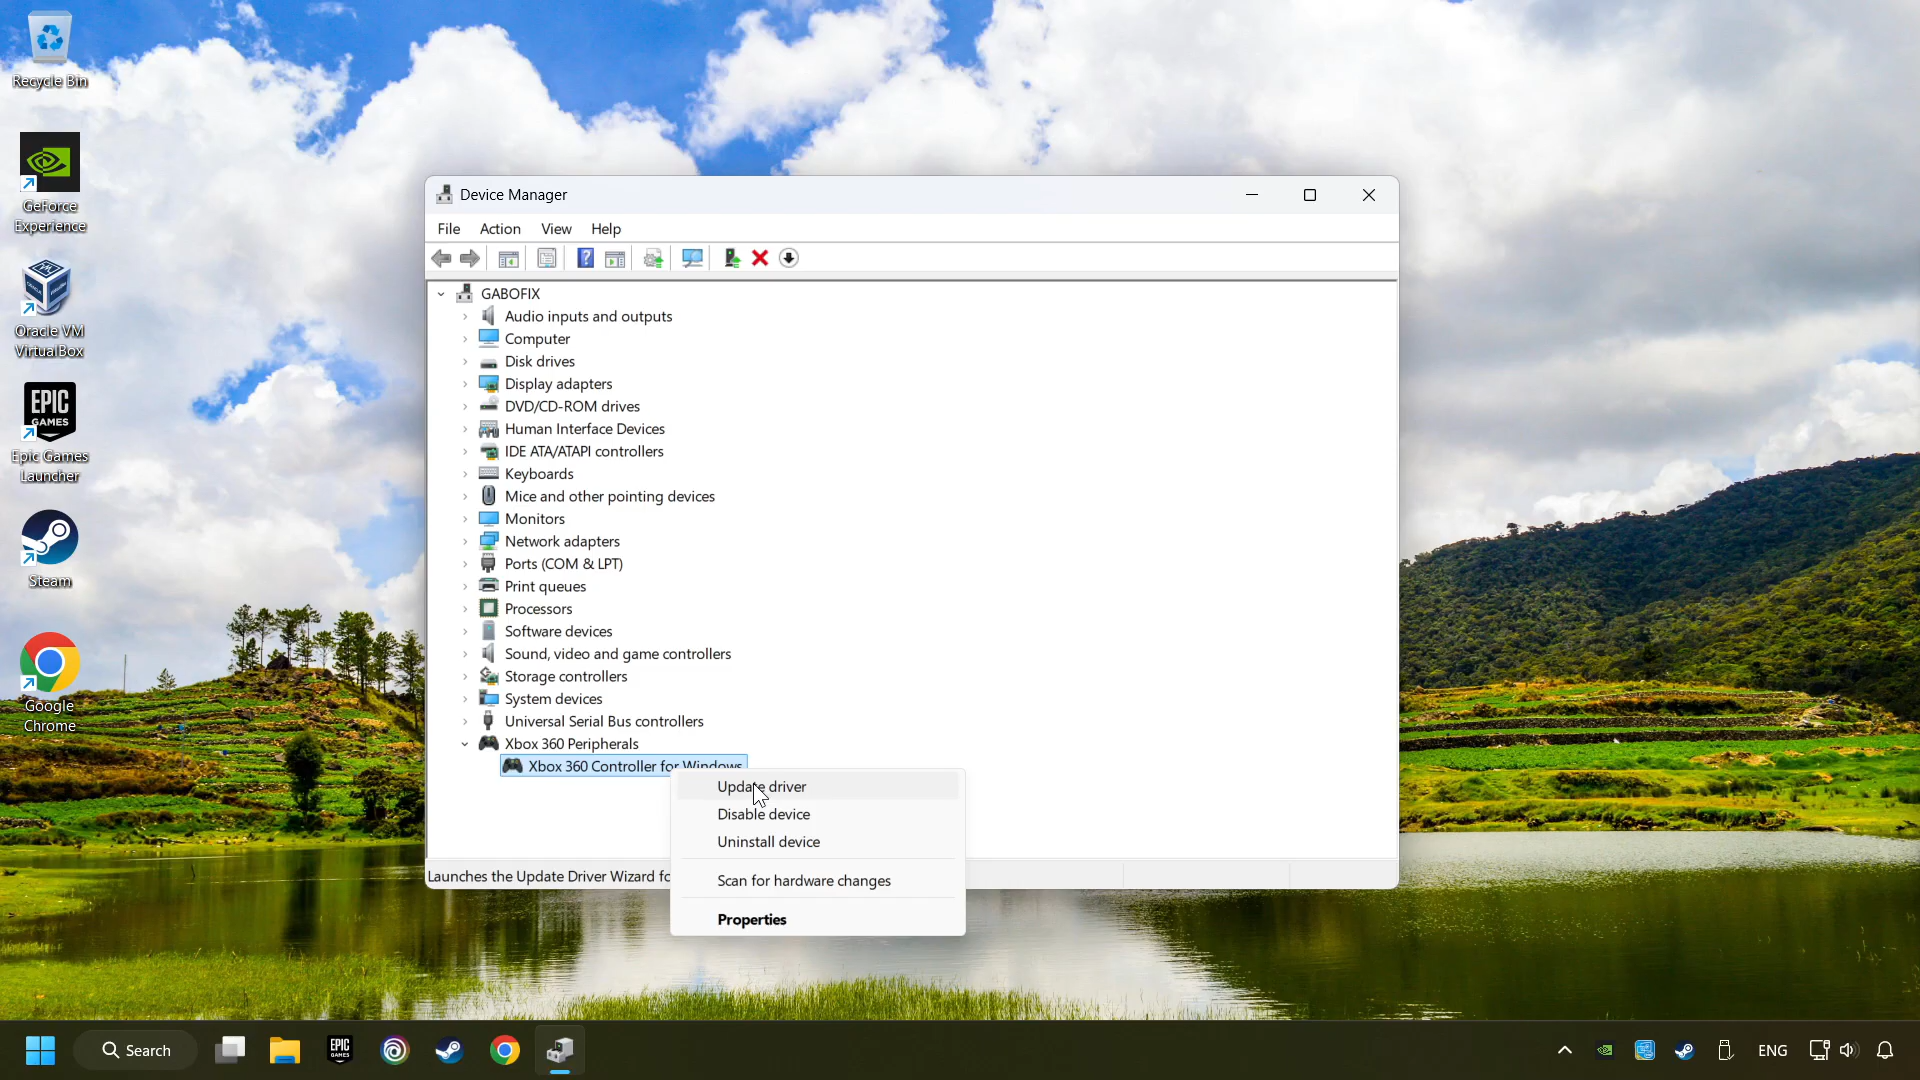 Recycle Bin
GeForce
Experience
Oracle VM
VirtualBox
EPIC
GAMES
Epic Games
Launcher
Steam
Google
Chrome
Device Manager
File Action View Help
GABOFIX
Audio inputs and outputs
Computer
Disk drives
Display adapters
DVD/CD-ROM drives
Human Interface Devices
IDE ATA/ATAPI controllers
Keyboards
Mice and other pointing devices
Monitors
Network adapters
Ports (COM & LPT)
Print queues
Processors
Software devices
Sound, video and game controllers
Storage controllers
System devices
Universal Serial Bus controllers
Xbox 360 Peripherals
Xbox 360 Controller for Windows
Update driver
Disable device
Uninstall device
Scan for hardware changes
Properties
Launches the Update Driver Wizard fo
Search
EPIC
GAMES
ENG